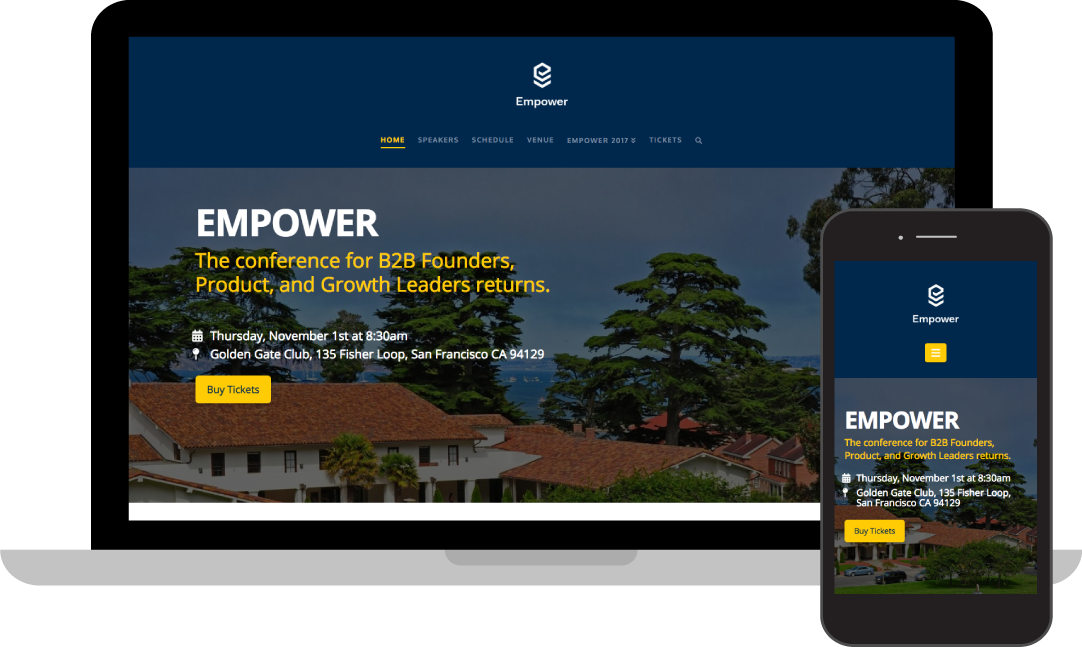 Empower
HOME SPEAKERS SCHEDULE VENUE EMPOWER 2017 TICKETS
EMPOWER
The conference for B2B Founders,
Product, and Growth Leaders returns.
Thursday, November 1st at 8:30am
Golden Gate Club, 135 Fisher Loop, San Francisco CA 94129
Buy Tickets
Empower
EMPOWER
The conference for B2B Founders,
Product, and Growth Leaders returns.
Thursday, November 1st at 8:30am
Golden Gate Club, 135 Fisher Loop,
San Francisco CA 94129
Buy Tickets